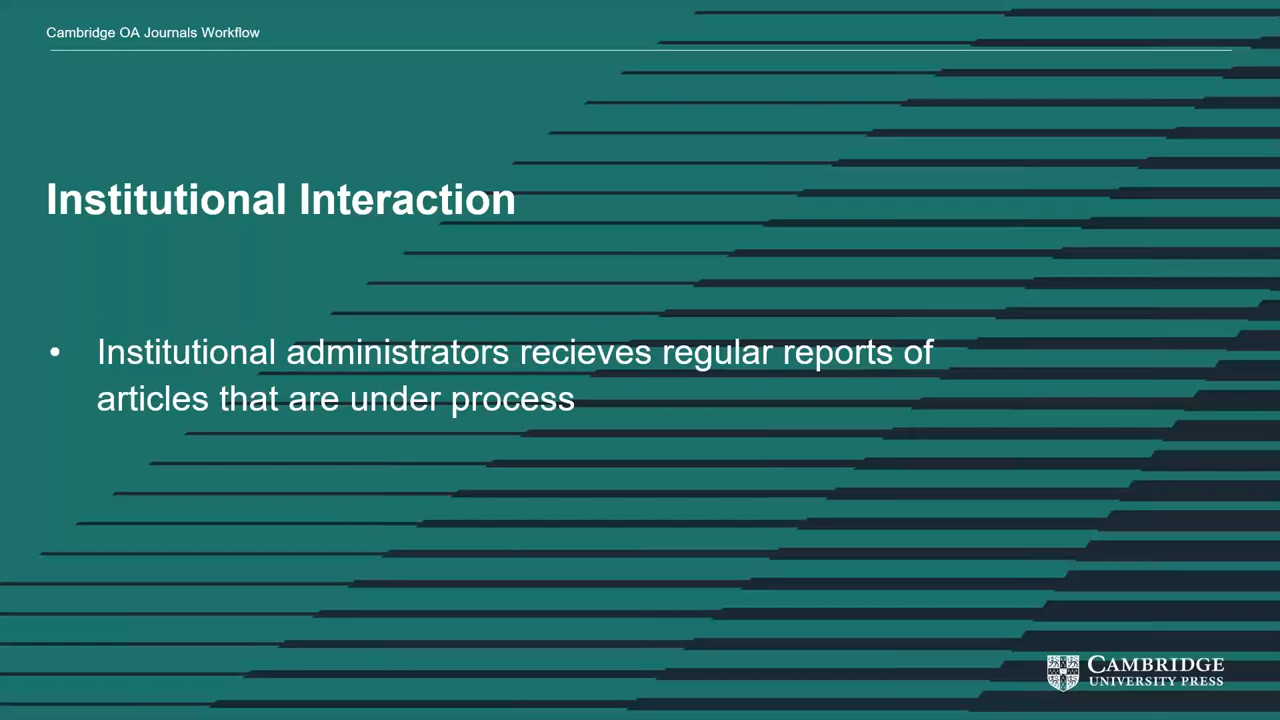 Cambridge OA Journals Workflow
Institutional Interaction
• Institutional administrators recieves regular reports of
articles that are under process
CAMBRIDGE
UNIVERSITY PRESS